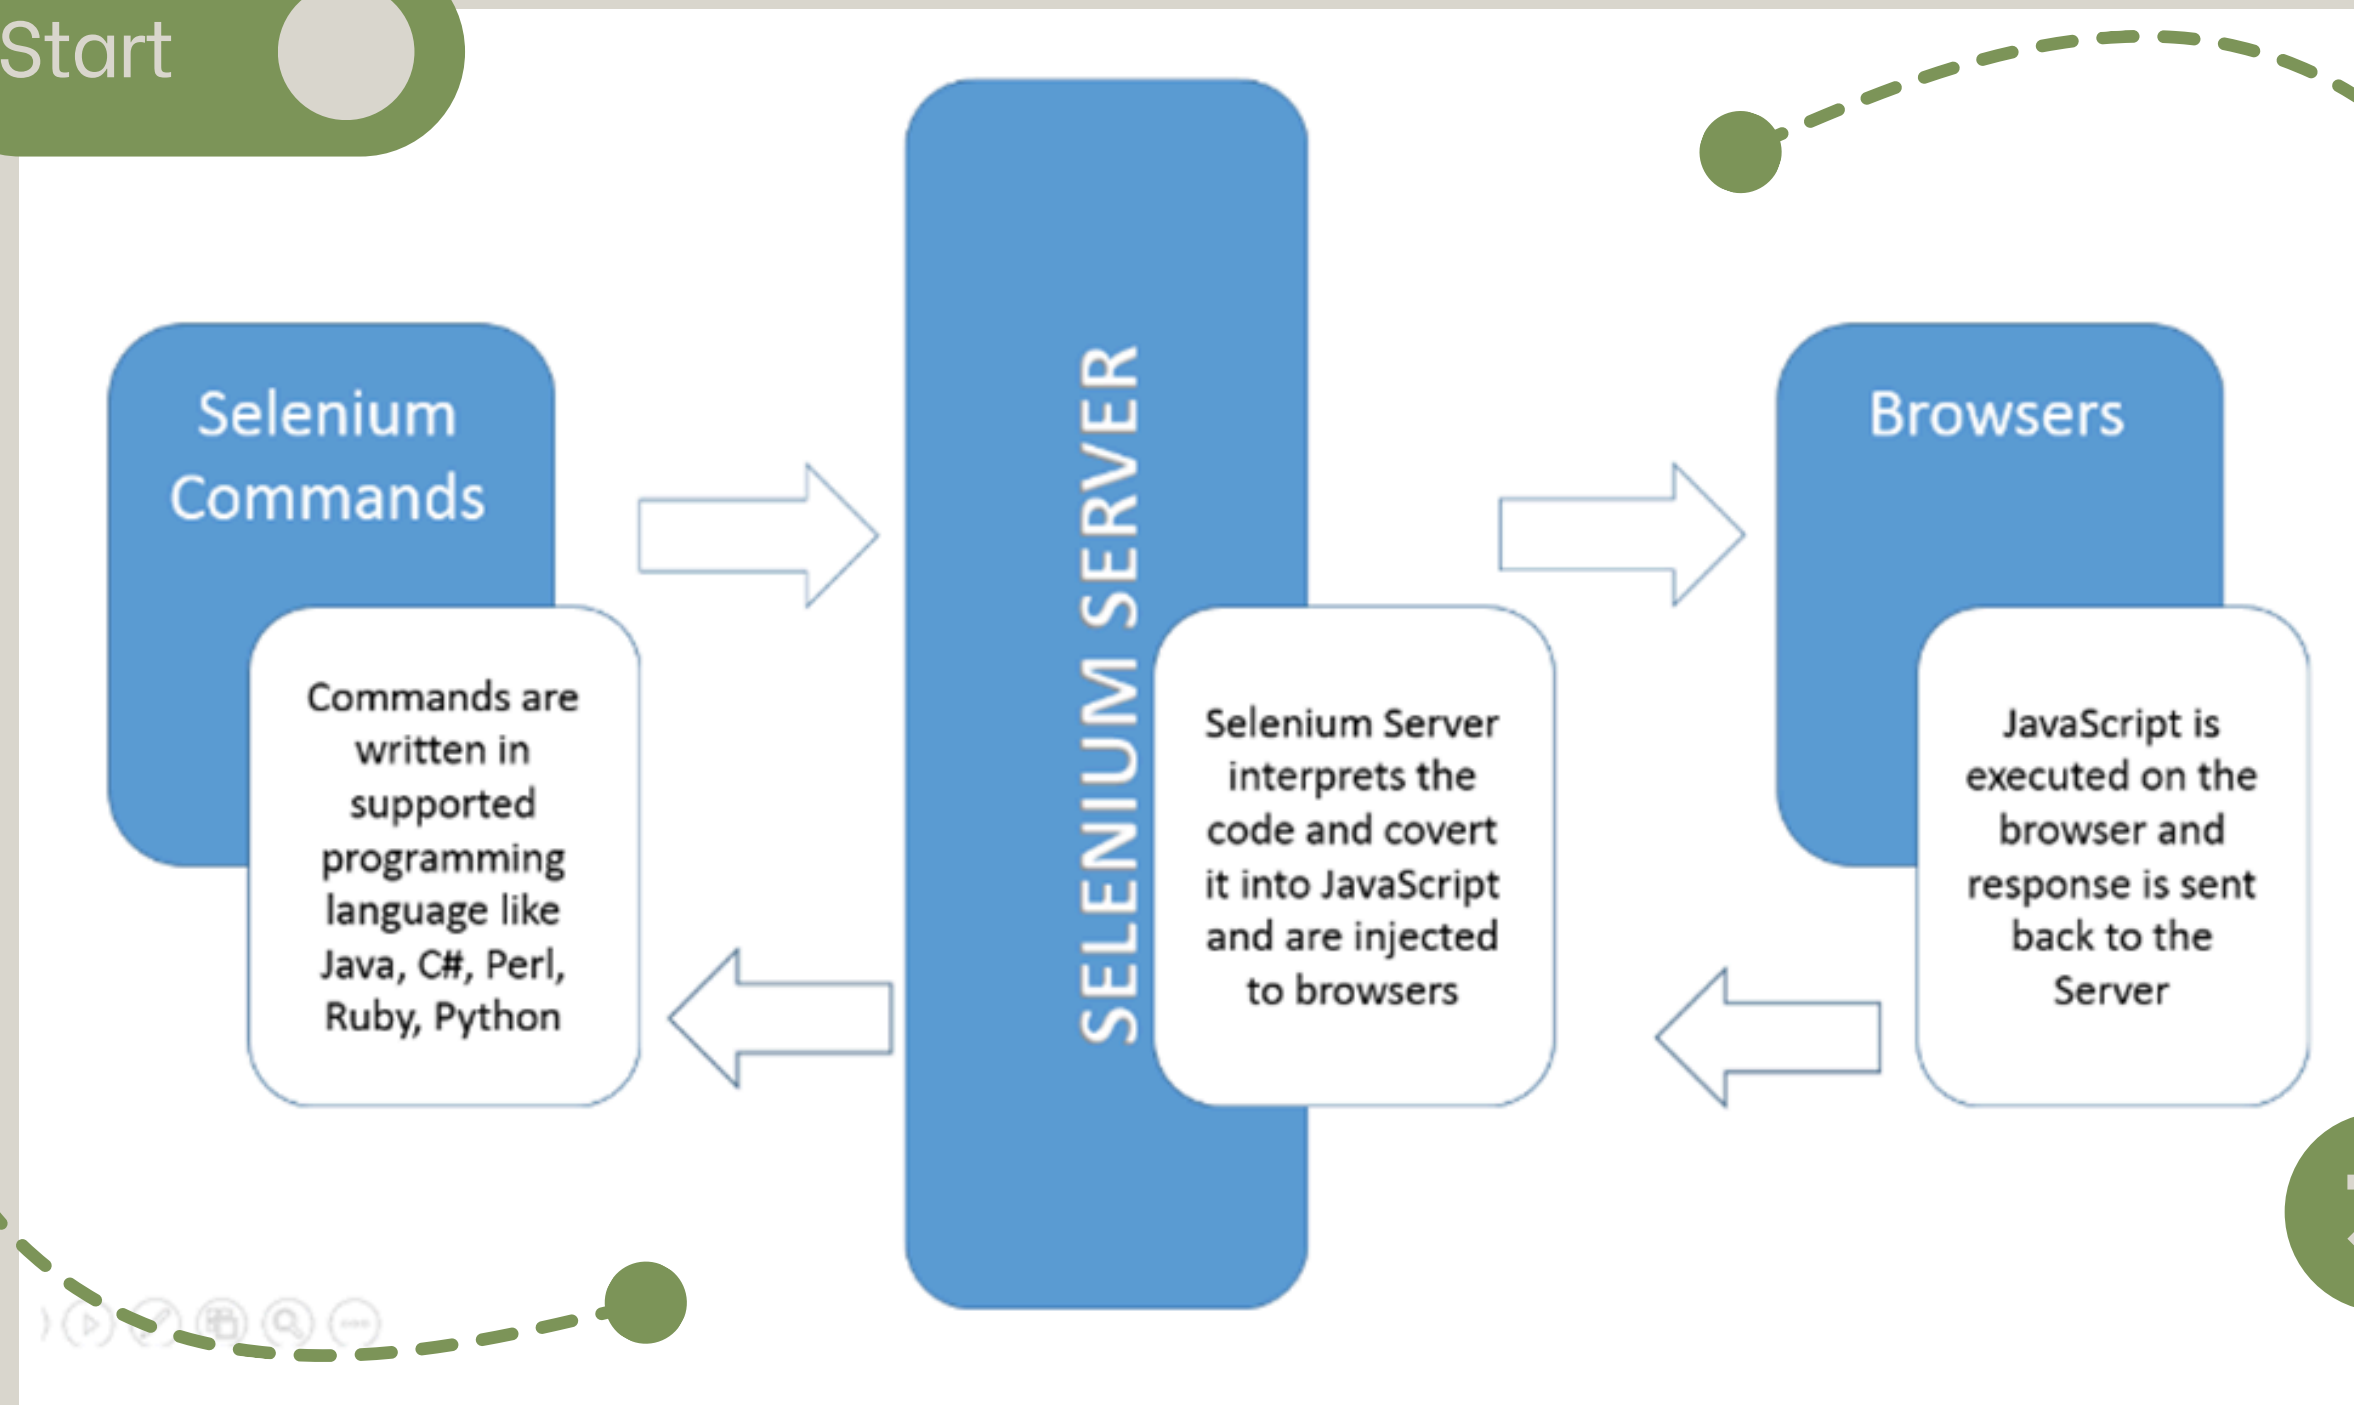 Start
Selenium
Commands
Commands are
written in
supported
programming
language like
Java, C#, Perl,
Ruby, Python
SELENIUM SERVER
Selenium Server
interprets the
code and covert
it into JavaScript
and are injected
to browsers
Browsers
JavaScript is
executed on the
browser and
response is sent
back to the
Server